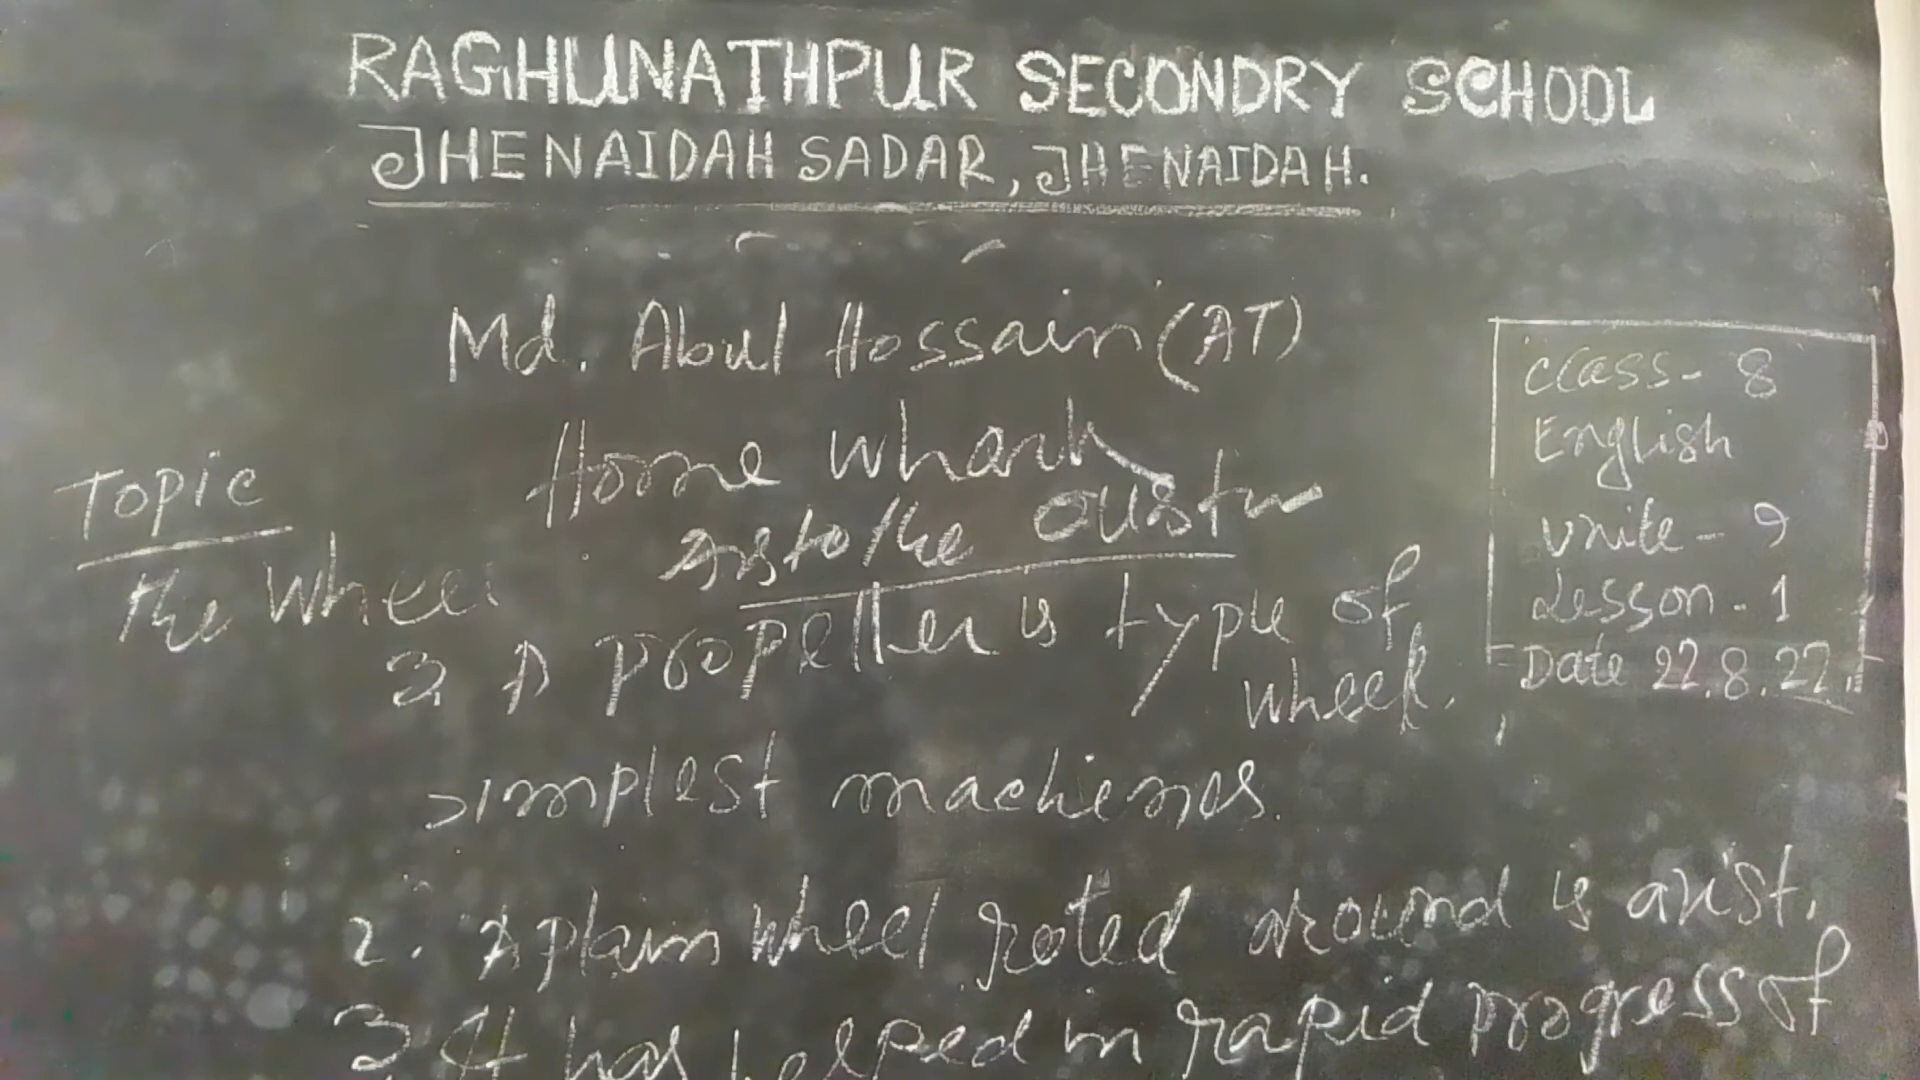 RAGHUNATHPUR SECONDRY SCHOOL
JHENAIDAH SADAR, JHENAIDAH.
Md. Abul Hossain (AT)
Class - 8
English
Unite - 9
Lesson - 1
Date 22.8.22.
Topic
The Wheel
Home whark
3. A propeller is type of
wheel.
simplest machienes.
2. A plain wheel roted around is axist.
3. It has helped in rapid progress of